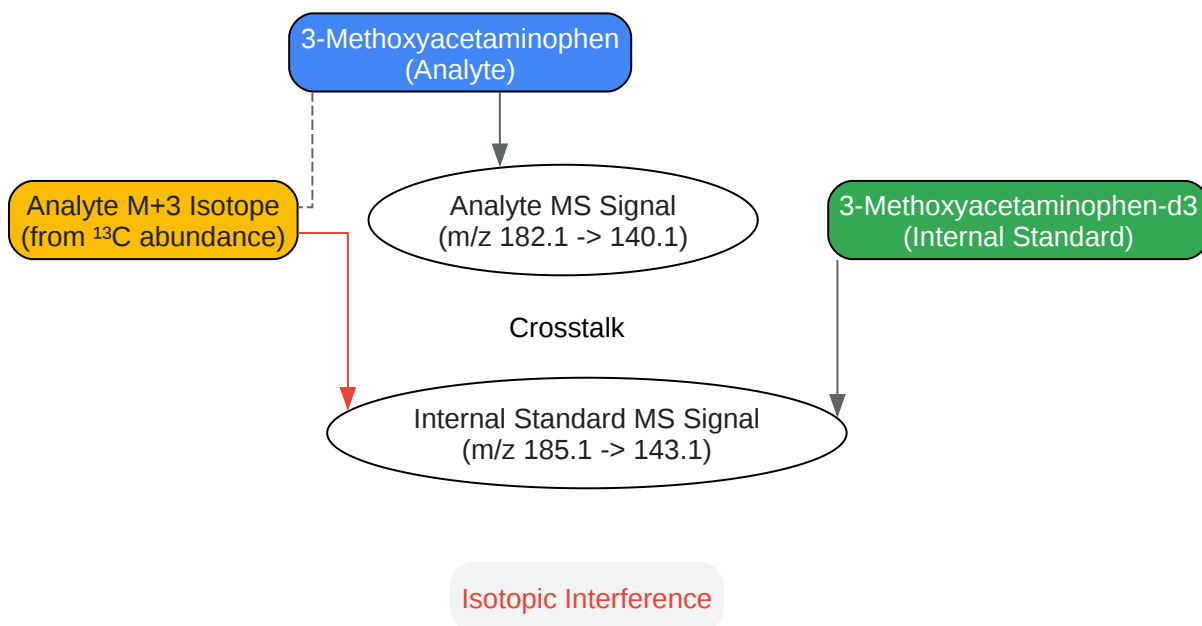 3-Methoxyacetaminophen
(Analyte)
Analyte M+3 Isotope
(from ¹³C abundance)
Analyte MS Signal
(m/z 182.1 -> 140.1)
3-Methoxyacetaminophen-d3
(Internal Standard)
Crosstalk
Internal Standard MS Signal
(m/z 185.1 -> 143.1)
Isotopic Interference